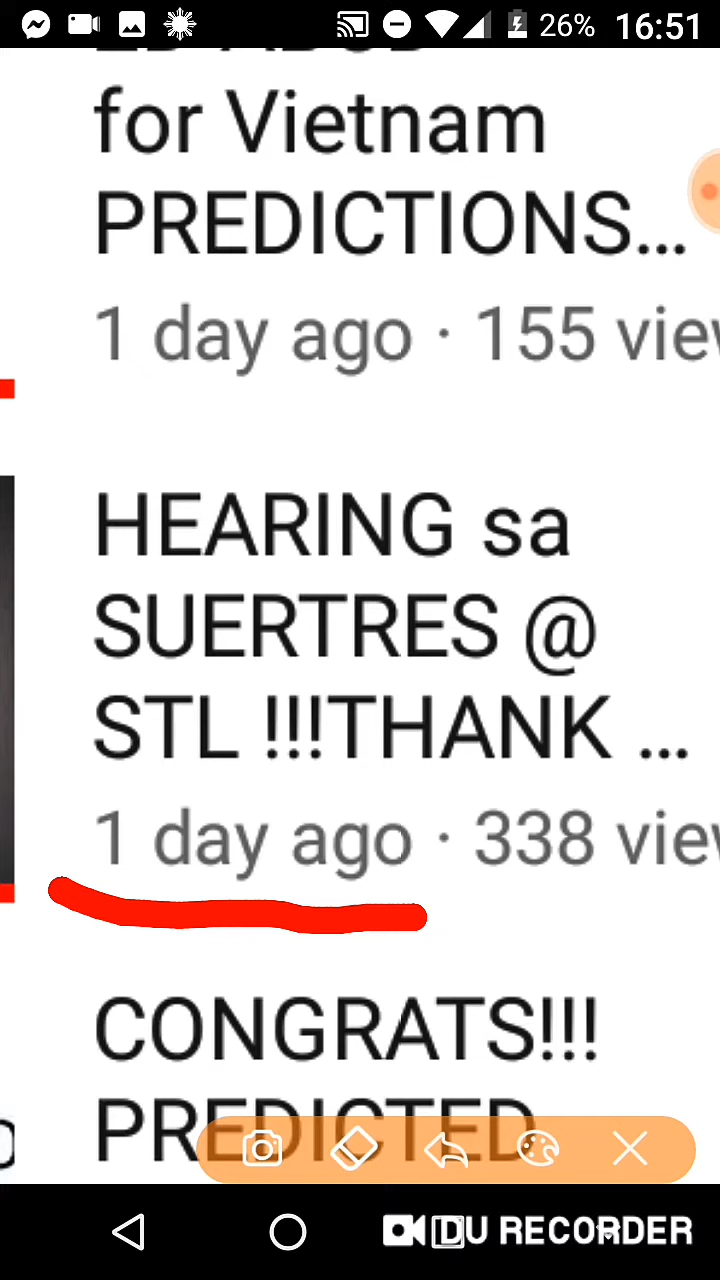 26% 16:51
for Vietnam
PREDICTIONS...
1 day ago · 155 view
HEARING sa
SUERTRES @
STL !!!THANK ...
1 day ago · 338 view
CONGRATS!!!
PREDICTED
DU RECORDER